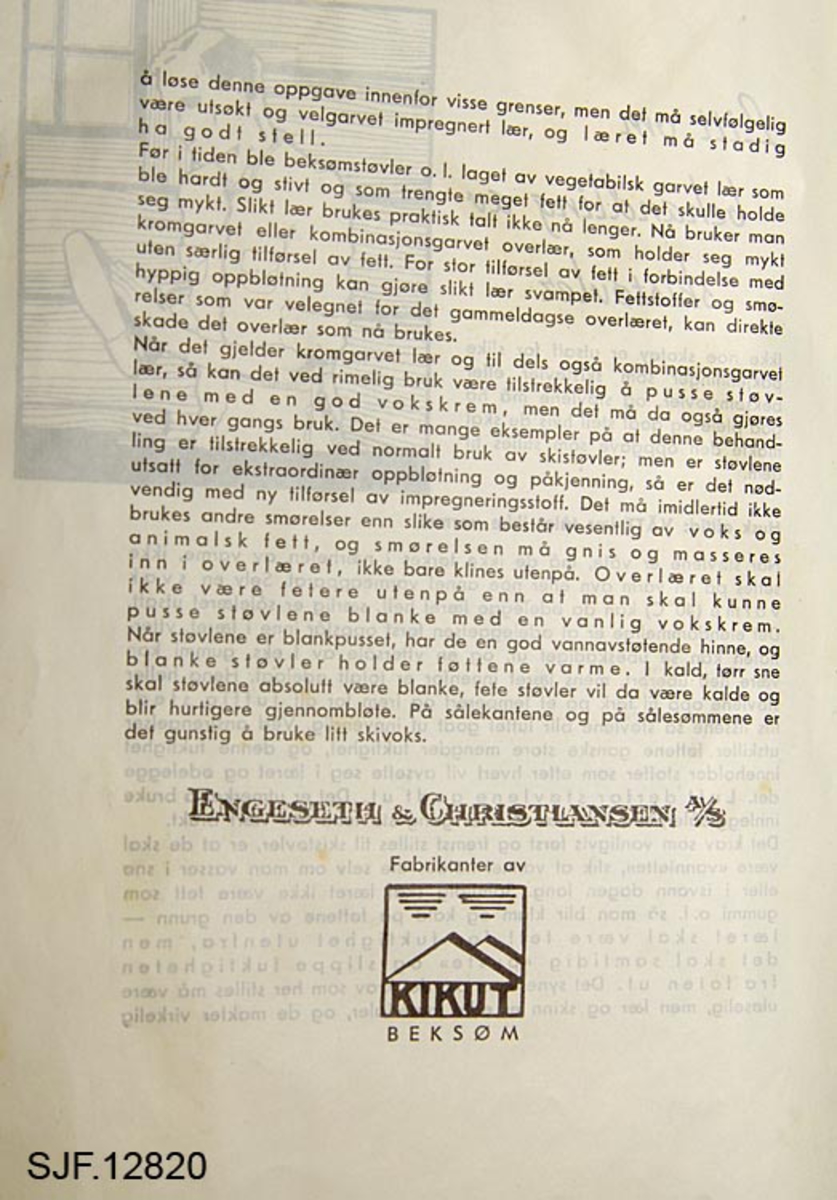 å løse denne oppgave innenfor visse grenser, men det må selvfølgelig
være utsøkt og velgarvet impregnert lær, og læret må stadig
ha godt stell.
Før i tiden ble beksømstøvler o. l. laget av vegetabilsk garvet lær som
ble hardt og stivt og som trengte meget fett for at det skulle holde
seg mykt. Slikt lær brukes praktisk talt ikke nå lenger. Nå bruker man
kromgarvet eller kombinasjonsgarvet overlær, som holder seg mykt
uten særlig tilførsel av fett. For stor tilførsel av fett i forbindelse med
hyppig oppbløtning kan gjøre slikt lær svampet. Fettstoffer og smø-
relser som var velegnet for det gammeldagse overlæret, kan direkte
skade det overlær som nå brukes.
Når det gjelder kromgarvet lær og til dels også kombinasjonsgarvet
lær, så kan det ved rimelig bruk være tilstrekkelig å pusse støv-
lene med en god vokskrem, men det må da også gjøres
ved hver gangs bruk. Det er mange eksempler på at denne behand-
ling er tilstrekkelig ved normalt bruk av skistøvler; men er støvlene
utsatt for ekstraordinær oppbløtning og påkjenning, så er det nød-
vendig med ny tilførsel av impregneringsstoff. Det må imidlertid ikke
brukes andre smørelser enn slike som består vesentlig av voks og
animalsk fett, og smørelsen må gnis og masseres
inn i overlæret, ikke bare klines utenpå. Overlæret skal
ikke være fetere utenpå enn at man skal kunne
pusse støvlene blanke med en vanlig vokskrem.
Når støvlene er blankpusset, har de en god vannavstøtende hinne, og
blanke støvler holder føttene varme. I kald, tørr sne
skal støvlene absolutt være blanke, fete støvler vil da være kalde og
blir hurtigere gjennombløte. På sålekantene og på sålesømmene er
det gunstig å bruke litt skivoks.
ENGESETH & CHRISTIANSEN A/S
Fabrikanter av
KIKUT
BEKSØM
SJF.12820